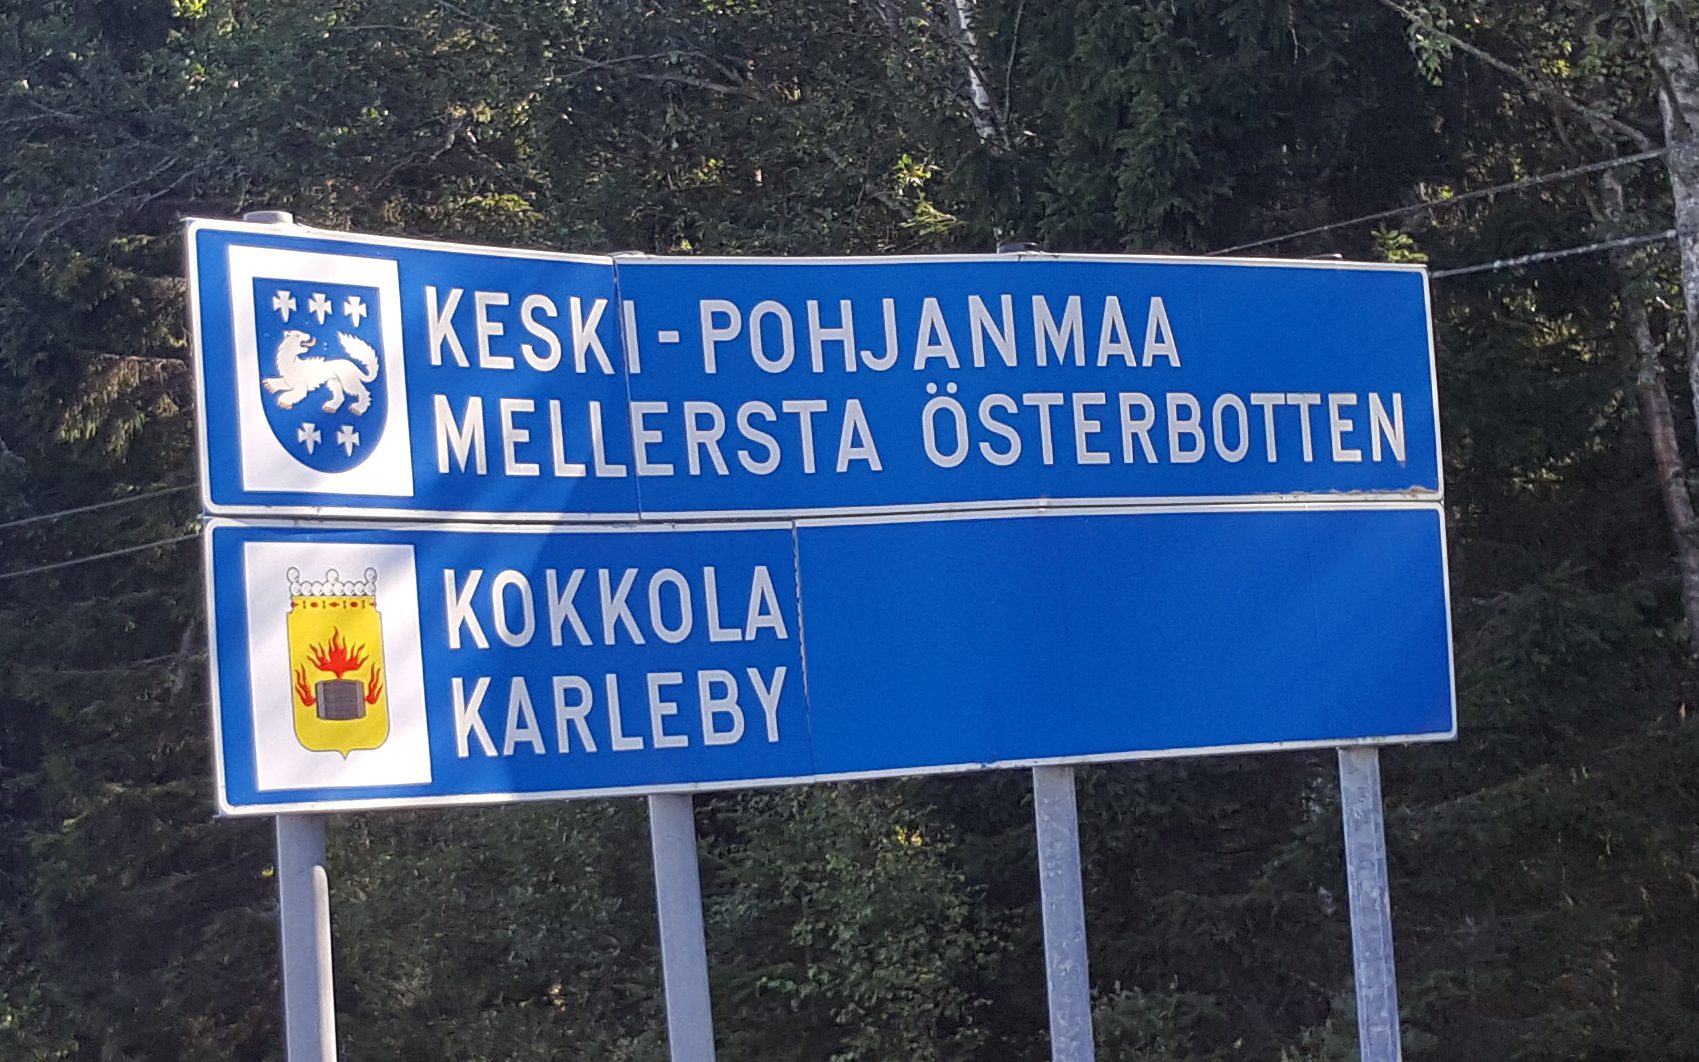 KESKI-POHJANMAA
MELLERSTA ÖSTERBOTTEN
KOKKOLA
KARLEBY